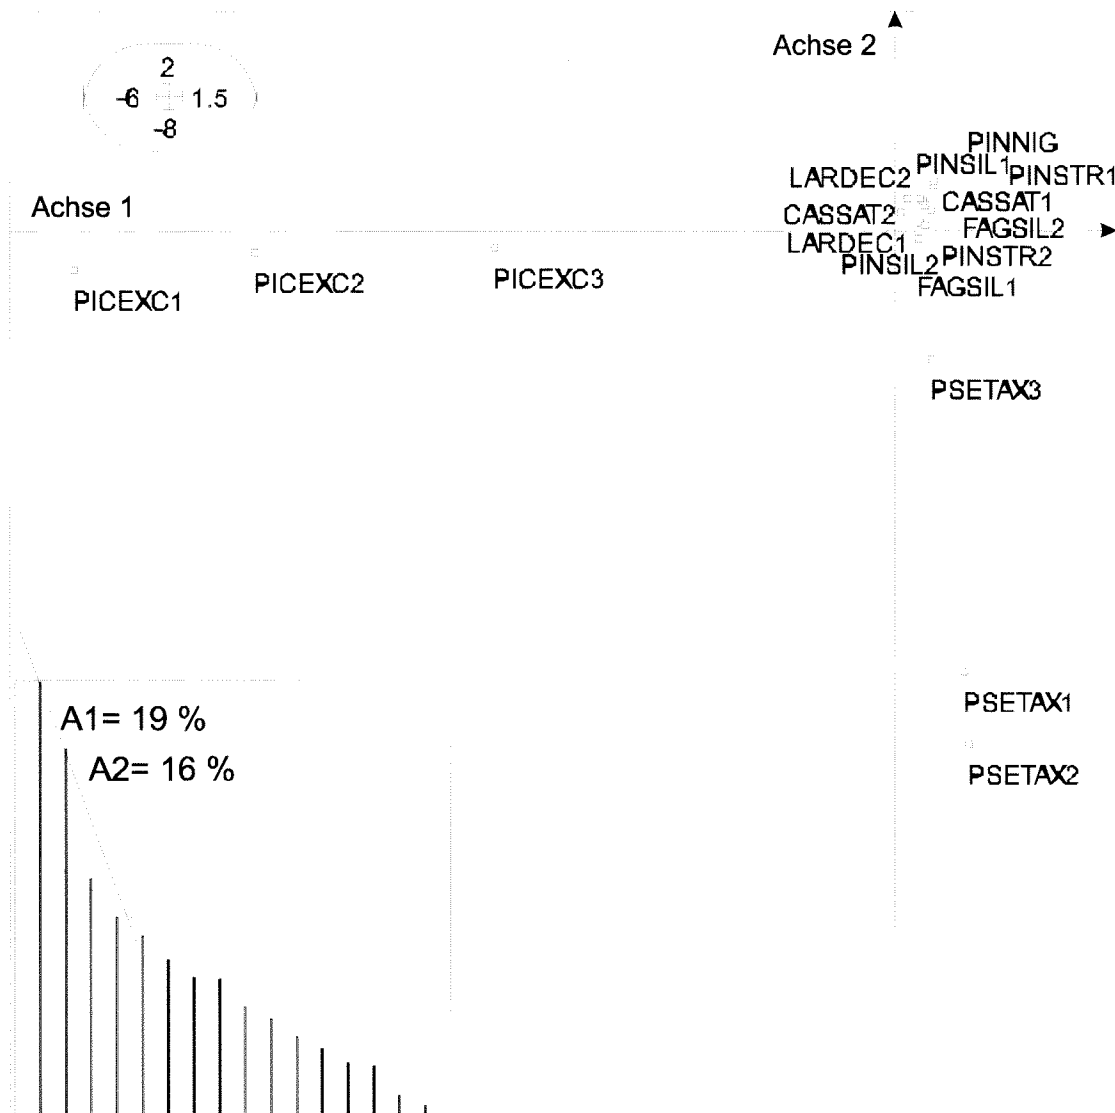 Achse 2
2
-6 1.5
-8
PINNIG
PINSIL1
LARDEC2
PINSTR1
Achse 1
CASSAT1
CASSAT2
FAGSIL2
LARDEC1
PINSTR2
PINSIL2
PICEXC3
PICEXC2
FAGSIL1
PICEXC1
PSETAX3
PSETAX1
A1= 19 %
A2= 16 %
PSETAX2